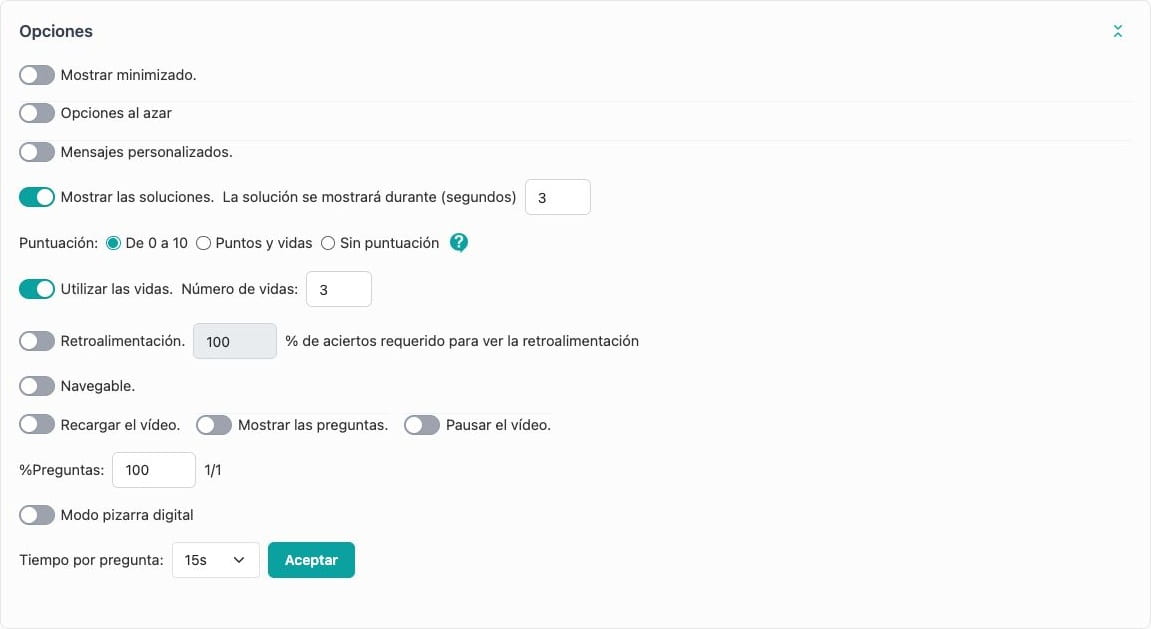 Opciones
Mostrar minimizado.
Opciones al azar
Mensajes personalizados.
Mostrar las soluciones. La solución se mostrará durante (segundos) 3
Puntuación: De 0 a 10 Puntos y vidas Sin puntuación ?
Utilizar las vidas. Número de vidas: 3
Retroalimentación. 100 % de aciertos requerido para ver la retroalimentación
Navegable.
Recargar el vídeo. Mostrar las preguntas. Pausar el vídeo.
%Preguntas: 100 1/1
Modo pizarra digital
Tiempo por pregunta: 15s Aceptar